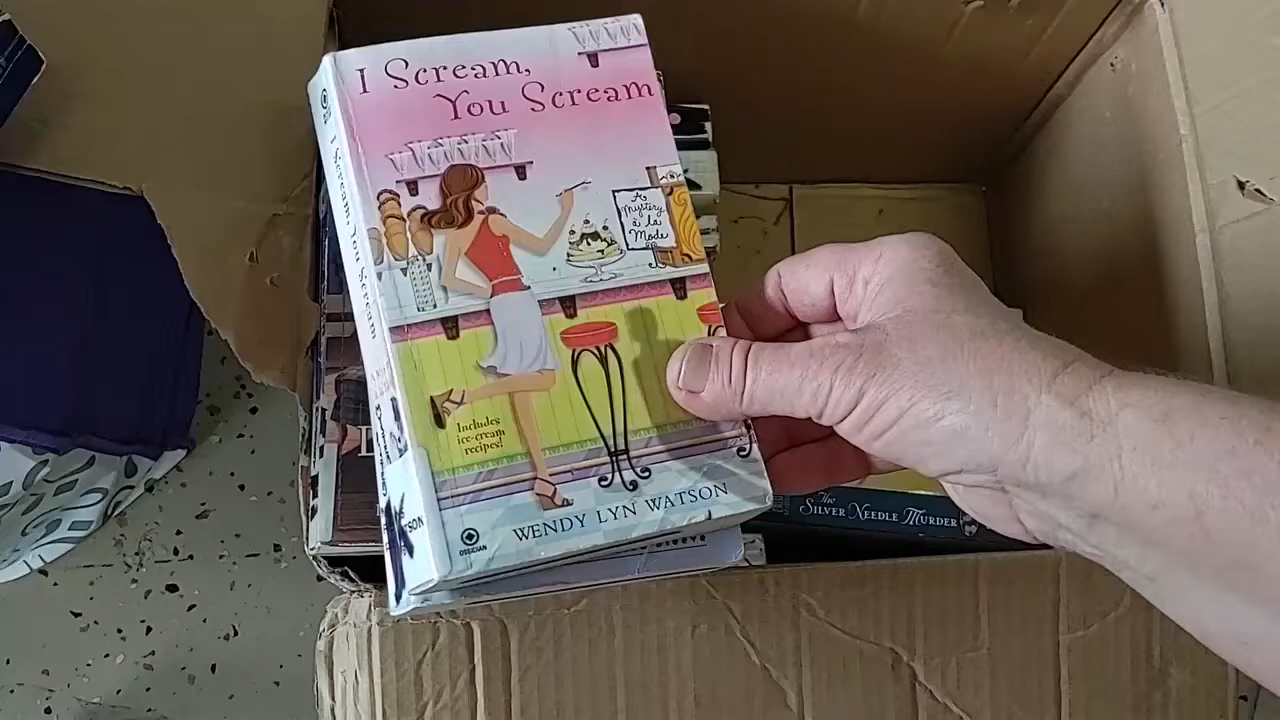 I Scream,
You Scream
A
Mystery
à la
Mode
Includes
ice-cream
recipes!
WENDY LYN WATSON
OSSIDIAN
I Scream, You Scream
The
SILVER NEEDLE MURDER